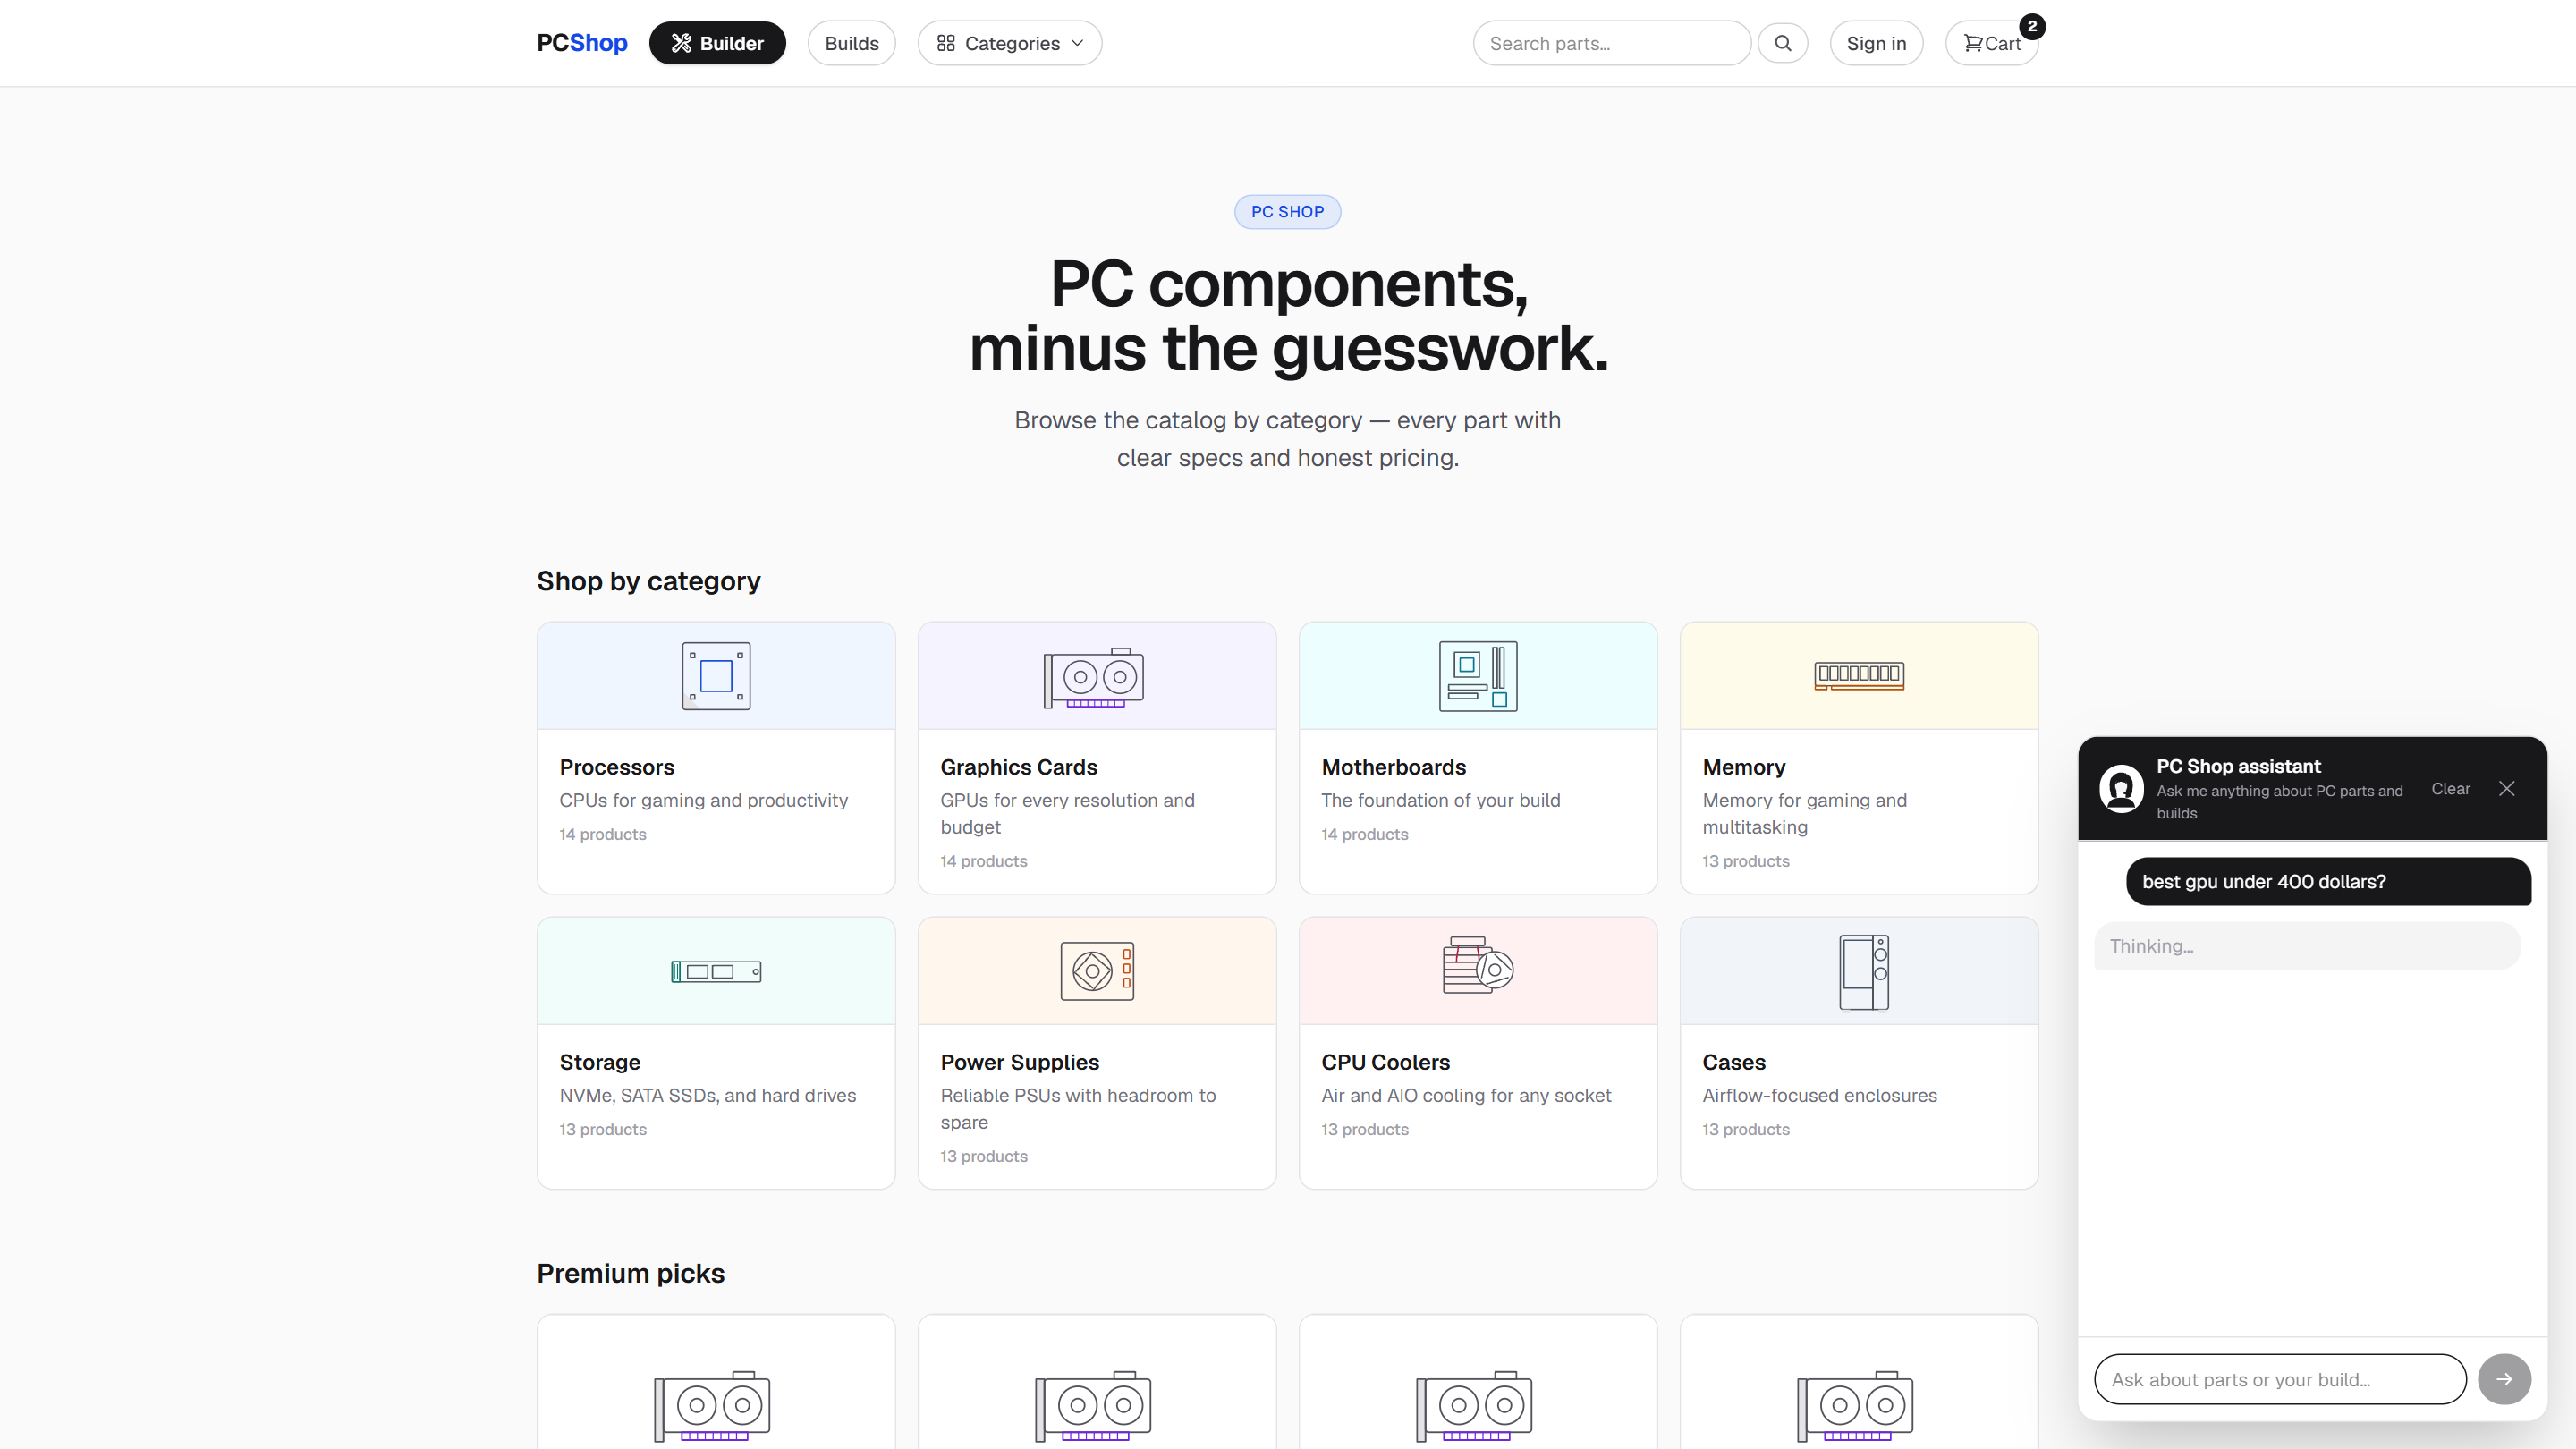 PCShop
Builder
Builds
Categories
Search parts...
Sign in
Cart
2
PC SHOP
PC components,
minus the guesswork.
Browse the catalog by category — every part with
clear specs and honest pricing.
Shop by category
Processors
CPUs for gaming and productivity
14 products
Graphics Cards
GPUs for every resolution and
budget
14 products
Motherboards
The foundation of your build
14 products
Memory
Memory for gaming and
multitasking
13 products
Storage
NVMe, SATA SSDs, and hard drives
13 products
Power Supplies
Reliable PSUs with headroom to
spare
13 products
CPU Coolers
Air and AIO cooling for any socket
13 products
Cases
Airflow-focused enclosures
13 products
Premium picks
PC Shop assistant
Ask me anything about PC parts and
builds
Clear
best gpu under 400 dollars?
Thinking...
Ask about parts or your build...